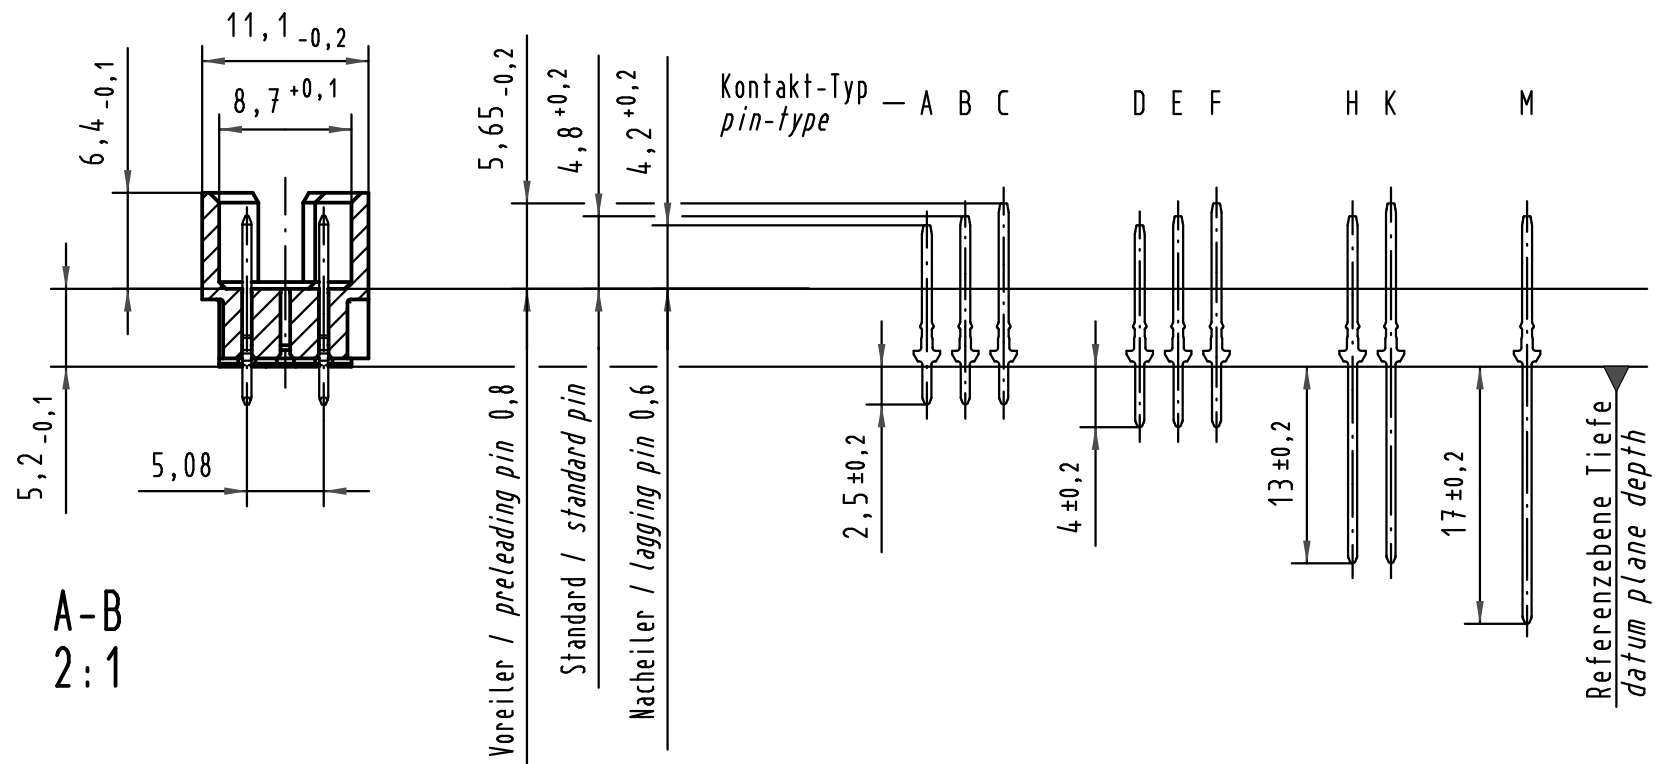 11,1 -0,2
8,7 +0,1
6,4 -0,1
5,2 -0,1
5,08
A-B
2:1
5,65 -0,2
4,8 +0,2
4,2 +0,2
Voreiler / preleading pin 0,8
Standard / standard pin
Nacheiler / lagging pin 0,6
Kontakt-Typ — A B C D E F H K M
pin-type
2,5 ±0,2
4 ±0,2
13 ±0,2
17 ±0,2
Referenzebene Tiefe
datum plane depth